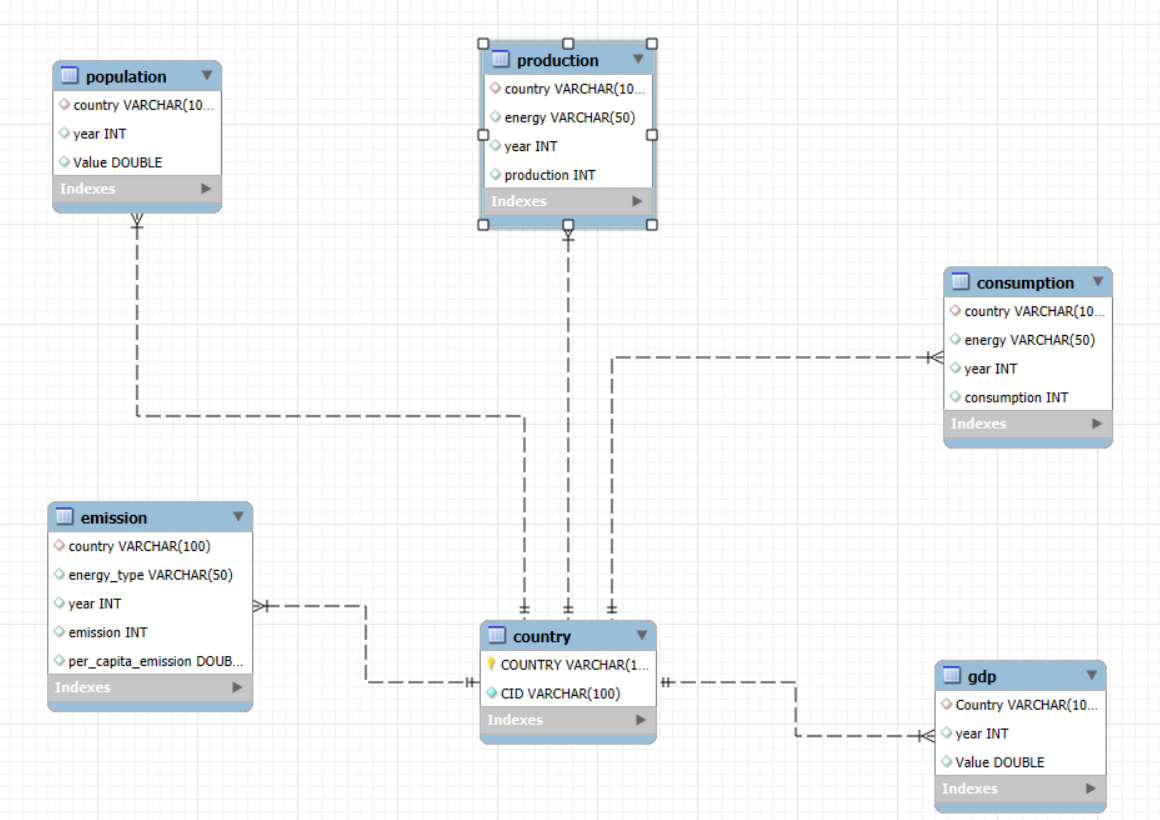 population
country VARCHAR(10...
year INT
Value DOUBLE
Indexes
production
country VARCHAR(10...
energy VARCHAR(50)
year INT
production INT
Indexes
consumption
country VARCHAR(10...
energy VARCHAR(50)
year INT
consumption INT
Indexes
emission
country VARCHAR(100)
energy_type VARCHAR(50)
year INT
emission INT
per_capita_emission DOUB...
Indexes
country
COUNTRY VARCHAR(1...
CID VARCHAR(100)
Indexes
gdp
Country VARCHAR(10...
year INT
Value DOUBLE
Indexes